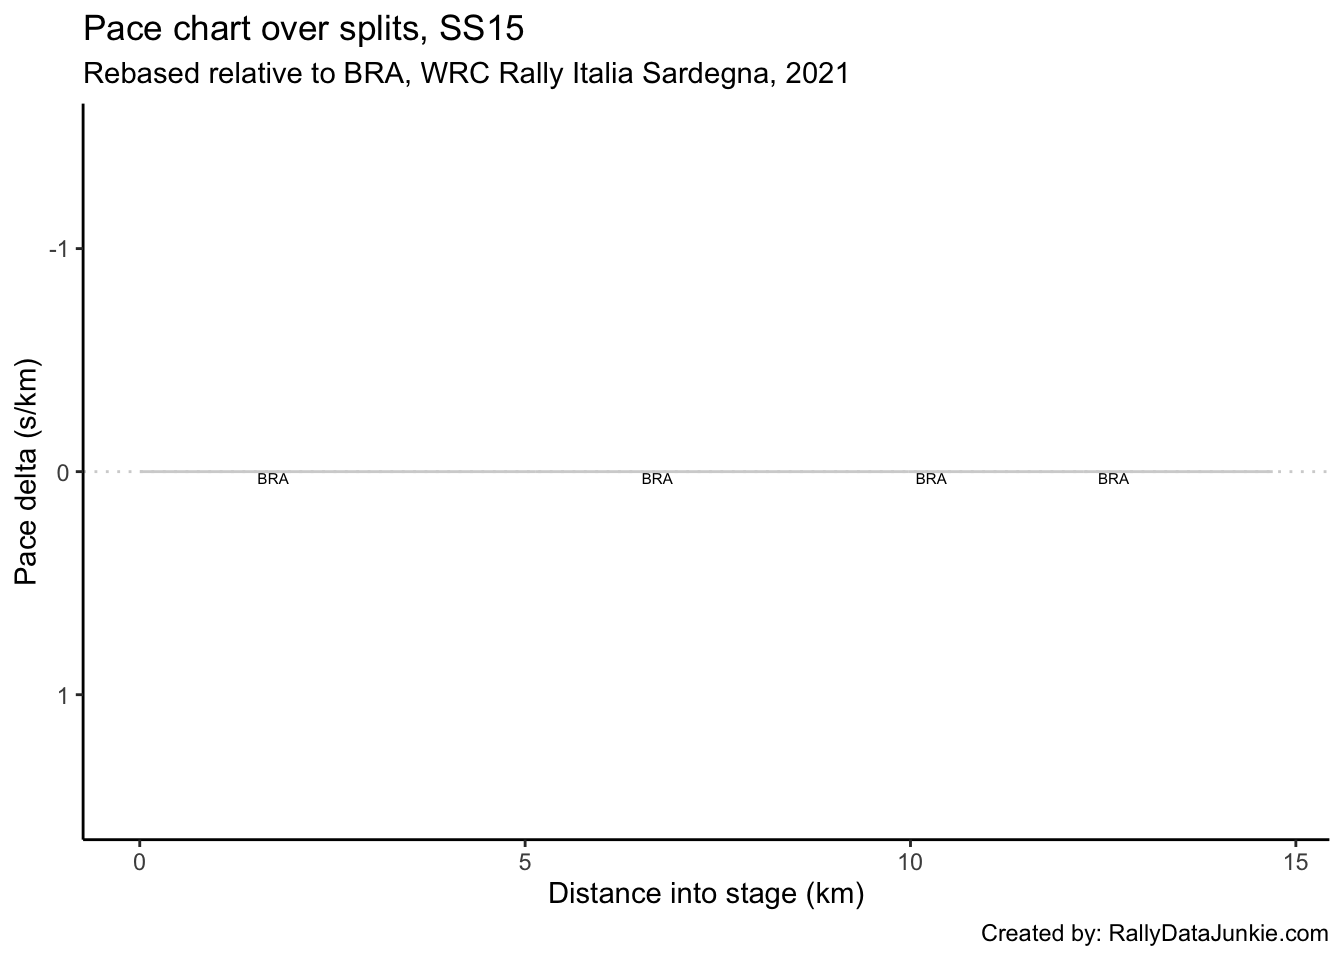 Pace chart over splits, SS15
Rebased relative to BRA, WRC Rally Italia Sardegna, 2021
Pace delta (s/km)
-1
0
1
BRA BRA BRA BRA
0 5 10 15
Distance into stage (km)
Created by: RallyDataJunkie.com